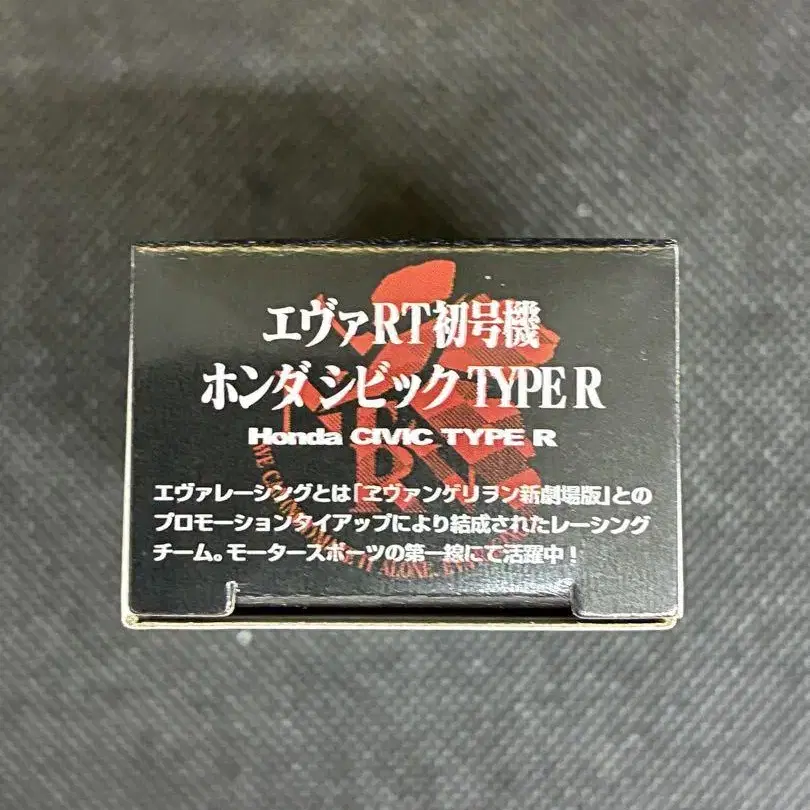 エヴァRT初号機
ホンダ シビック TYPE R
Honda CIVIC TYPE R
エヴァレーシングとは「ヱヴァンゲリヲン新劇場版」との
プロモーションタイアップにより結成されたレーシング
チーム。モータースポーツの第一線にて活躍中！